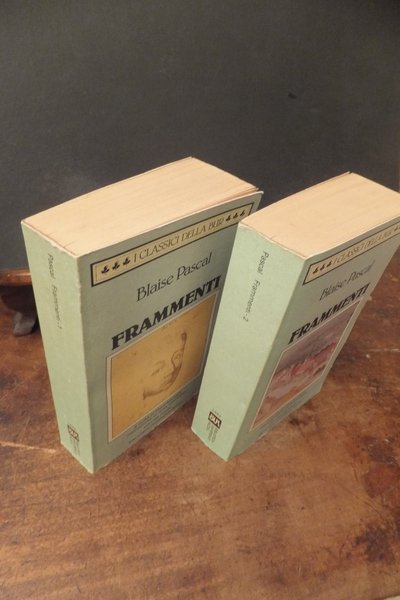 I CLASSICI DELLA BUR
Blaise Pascal
FRAMMENTI
Pascal Frammenti - 1
BUR
I CLASSICI DELLA BUR
Blaise Pascal
FRAMMENTI
Pascal Frammenti - 2
BUR